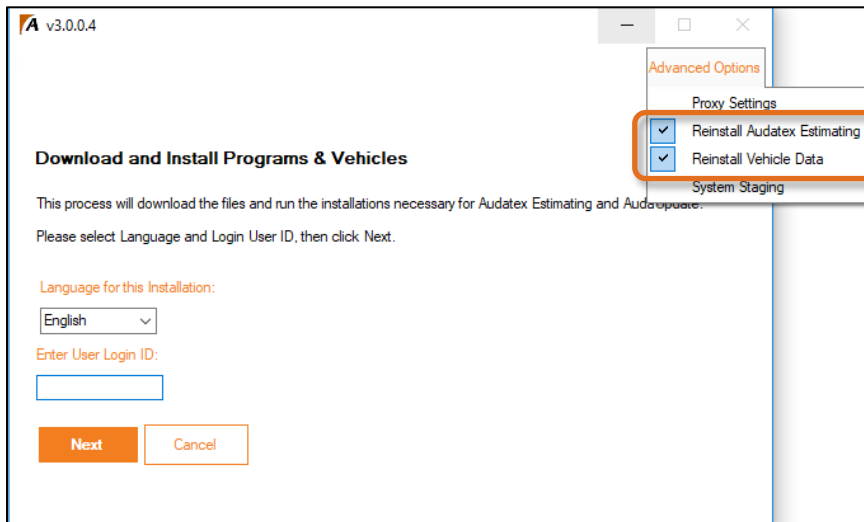 A v3.0.0.4
Advanced Options
Proxy Settings
Reinstall Audatex Estimating
Reinstall Vehicle Data
System Staging
Download and Install Programs & Vehicles
This process will download the files and run the installations necessary for Audatex Estimating and AudaUpdate.
Please select Language and Login User ID, then click Next.
Language for this Installation:
English
Enter User Login ID:
Next Cancel